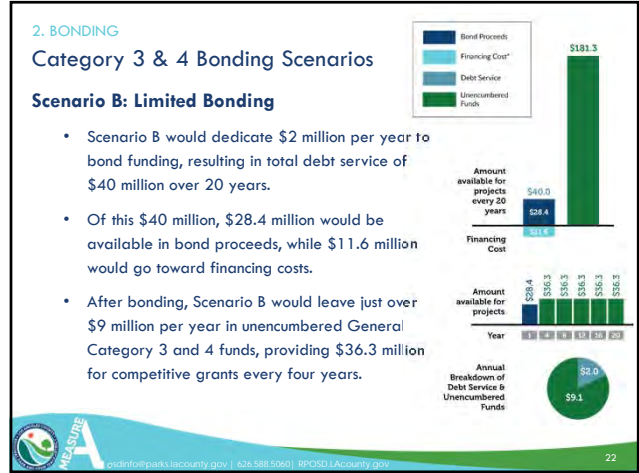 2. BONDING
Category 3 & 4 Bonding Scenarios
Scenario B: Limited Bonding
• Scenario B would dedicate $2 million per year to
bond funding, resulting in total debt service of
$40 million over 20 years.
• Of this $40 million, $28.4 million would be
available in bond proceeds, while $11.6 million
would go toward financing costs.
• After bonding, Scenario B would leave just over
$9 million per year in unencumbered General
Category 3 and 4 funds, providing $36.3 million
for competitive grants every four years.
Bond Proceeds
Financing Cost*
Debt Service
Unencumbered
Funds
$181.3
Amount
available for
projects
every 20
years
$40.0
$28.4
$11.6
Financing
Cost
Amount
available for
projects
$28.4 $36.3 $36.3 $36.3 $36.3 $36.3
Year 1 4 8 12 16 20
Annual
Breakdown of
Debt Service &
Unencumbered
Funds
$2.0
$9.1
MEASURE A
osdinfo@parks.lacounty.gov | 626.588.5060| RPOSD.LAcounty.gov
22